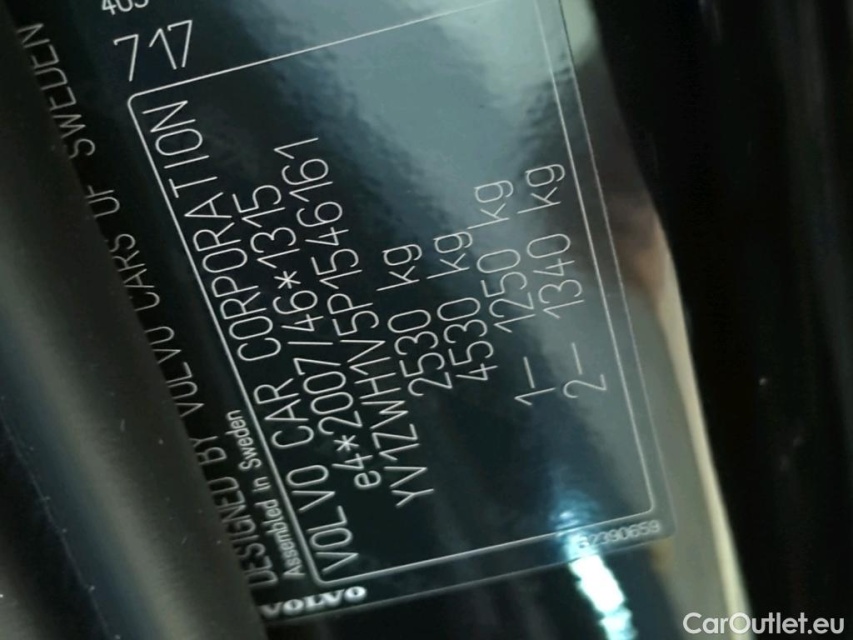 717
DESIGNED BY VOLVO CARS OF SWEDEN
Assembled in Sweden
VOLVO CAR CORPORATION
e4*2007/46*1315
YV1ZWH1V5P1546161
2530 kg
4530 kg
1- 1250 kg
2- 1340 kg
VOLVO
CarOutlet.eu